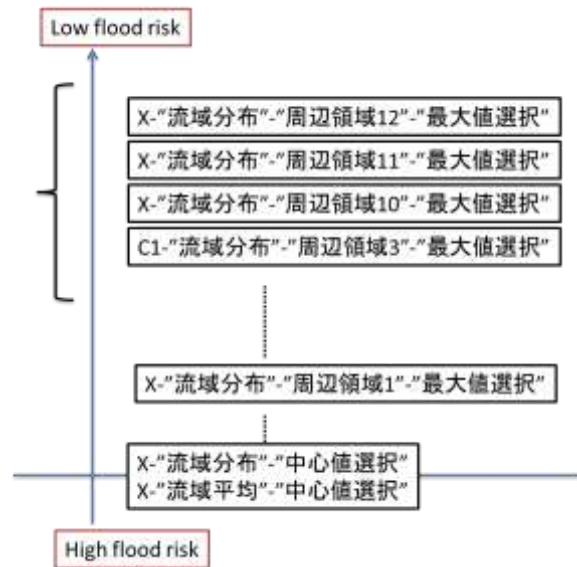 Low flood risk
X-”流域分布”-”周辺領域12”-”最大値選択”
X-”流域分布”-”周辺領域11”-”最大値選択”
X-”流域分布”-”周辺領域10”-”最大値選択”
C1-”流域分布”-”周辺領域3”-”最大値選択”
X-”流域分布”-”周辺領域1”-”最大値選択”
X-”流域分布”-”中心値選択”
X-”流域平均”-”中心値選択”
High flood risk